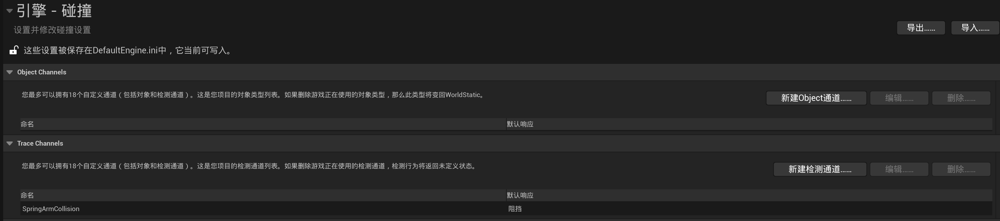 引擎 - 碰撞
设置并修改碰撞设置
导出…… 导入……
这些设置被保存在DefaultEngine.ini中，它当前可写入。
Object Channels
您最多可以拥有18个自定义通道（包括对象和检测通道）。这是您项目的对象类型列表。如果删除游戏正在使用的对象类型，那么此类型将变回WorldStatic。
新建Object通道…… 编辑…… 删除……
命名 默认响应
Trace Channels
您最多可以拥有18个自定义通道（包括对象和检测通道）。这是您项目的检测通道列表。如果删除游戏正在使用的检测通道，检测行为将返回未定义状态。
新建检测通道…… 编辑…… 删除……
命名 默认响应
SpringArmCollision 阻挡